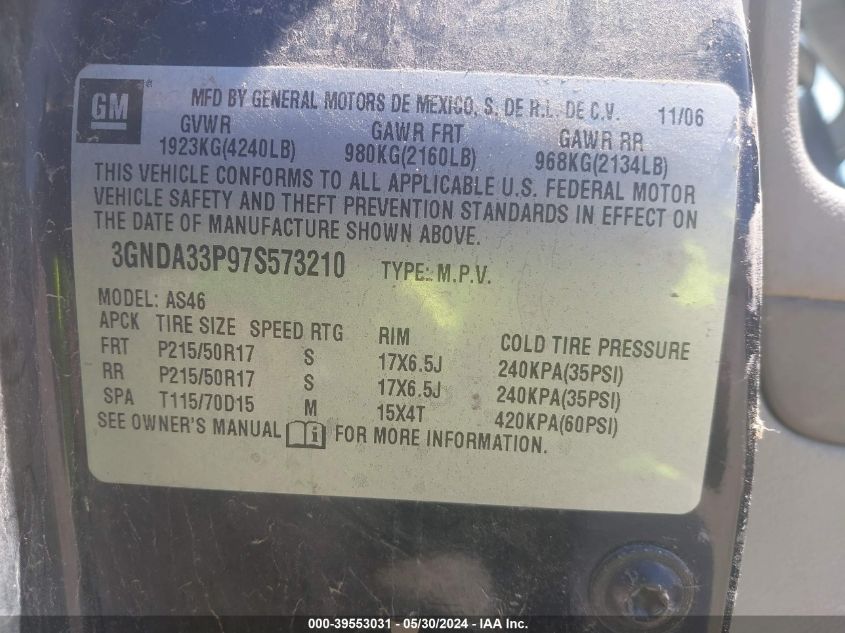 GM
MFD BY GENERAL MOTORS DE MEXICO, S. DE R.L. DE C.V. 11/06
GVWR GAWR FRT GAWR RR
1923KG(4240LB) 980KG(2160LB) 968KG(2134LB)
THIS VEHICLE CONFORMS TO ALL APPLICABLE U.S. FEDERAL MOTOR
VEHICLE SAFETY AND THEFT PREVENTION STANDARDS IN EFFECT ON
THE DATE OF MANUFACTURE SHOWN ABOVE.
3GNDA33P97S573210 TYPE: M.P.V.
MODEL: AS46
APCK TIRE SIZE SPEED RTG RIM COLD TIRE PRESSURE
FRT P215/50R17 S 17X6.5J 240KPA(35PSI)
RR P215/50R17 S 17X6.5J 240KPA(35PSI)
SPA T115/70D15 M 15X4T 420KPA(60PSI)
SEE OWNER'S MANUAL FOR MORE INFORMATION.
000-39553031 - 05/30/2024 - IAA Inc.